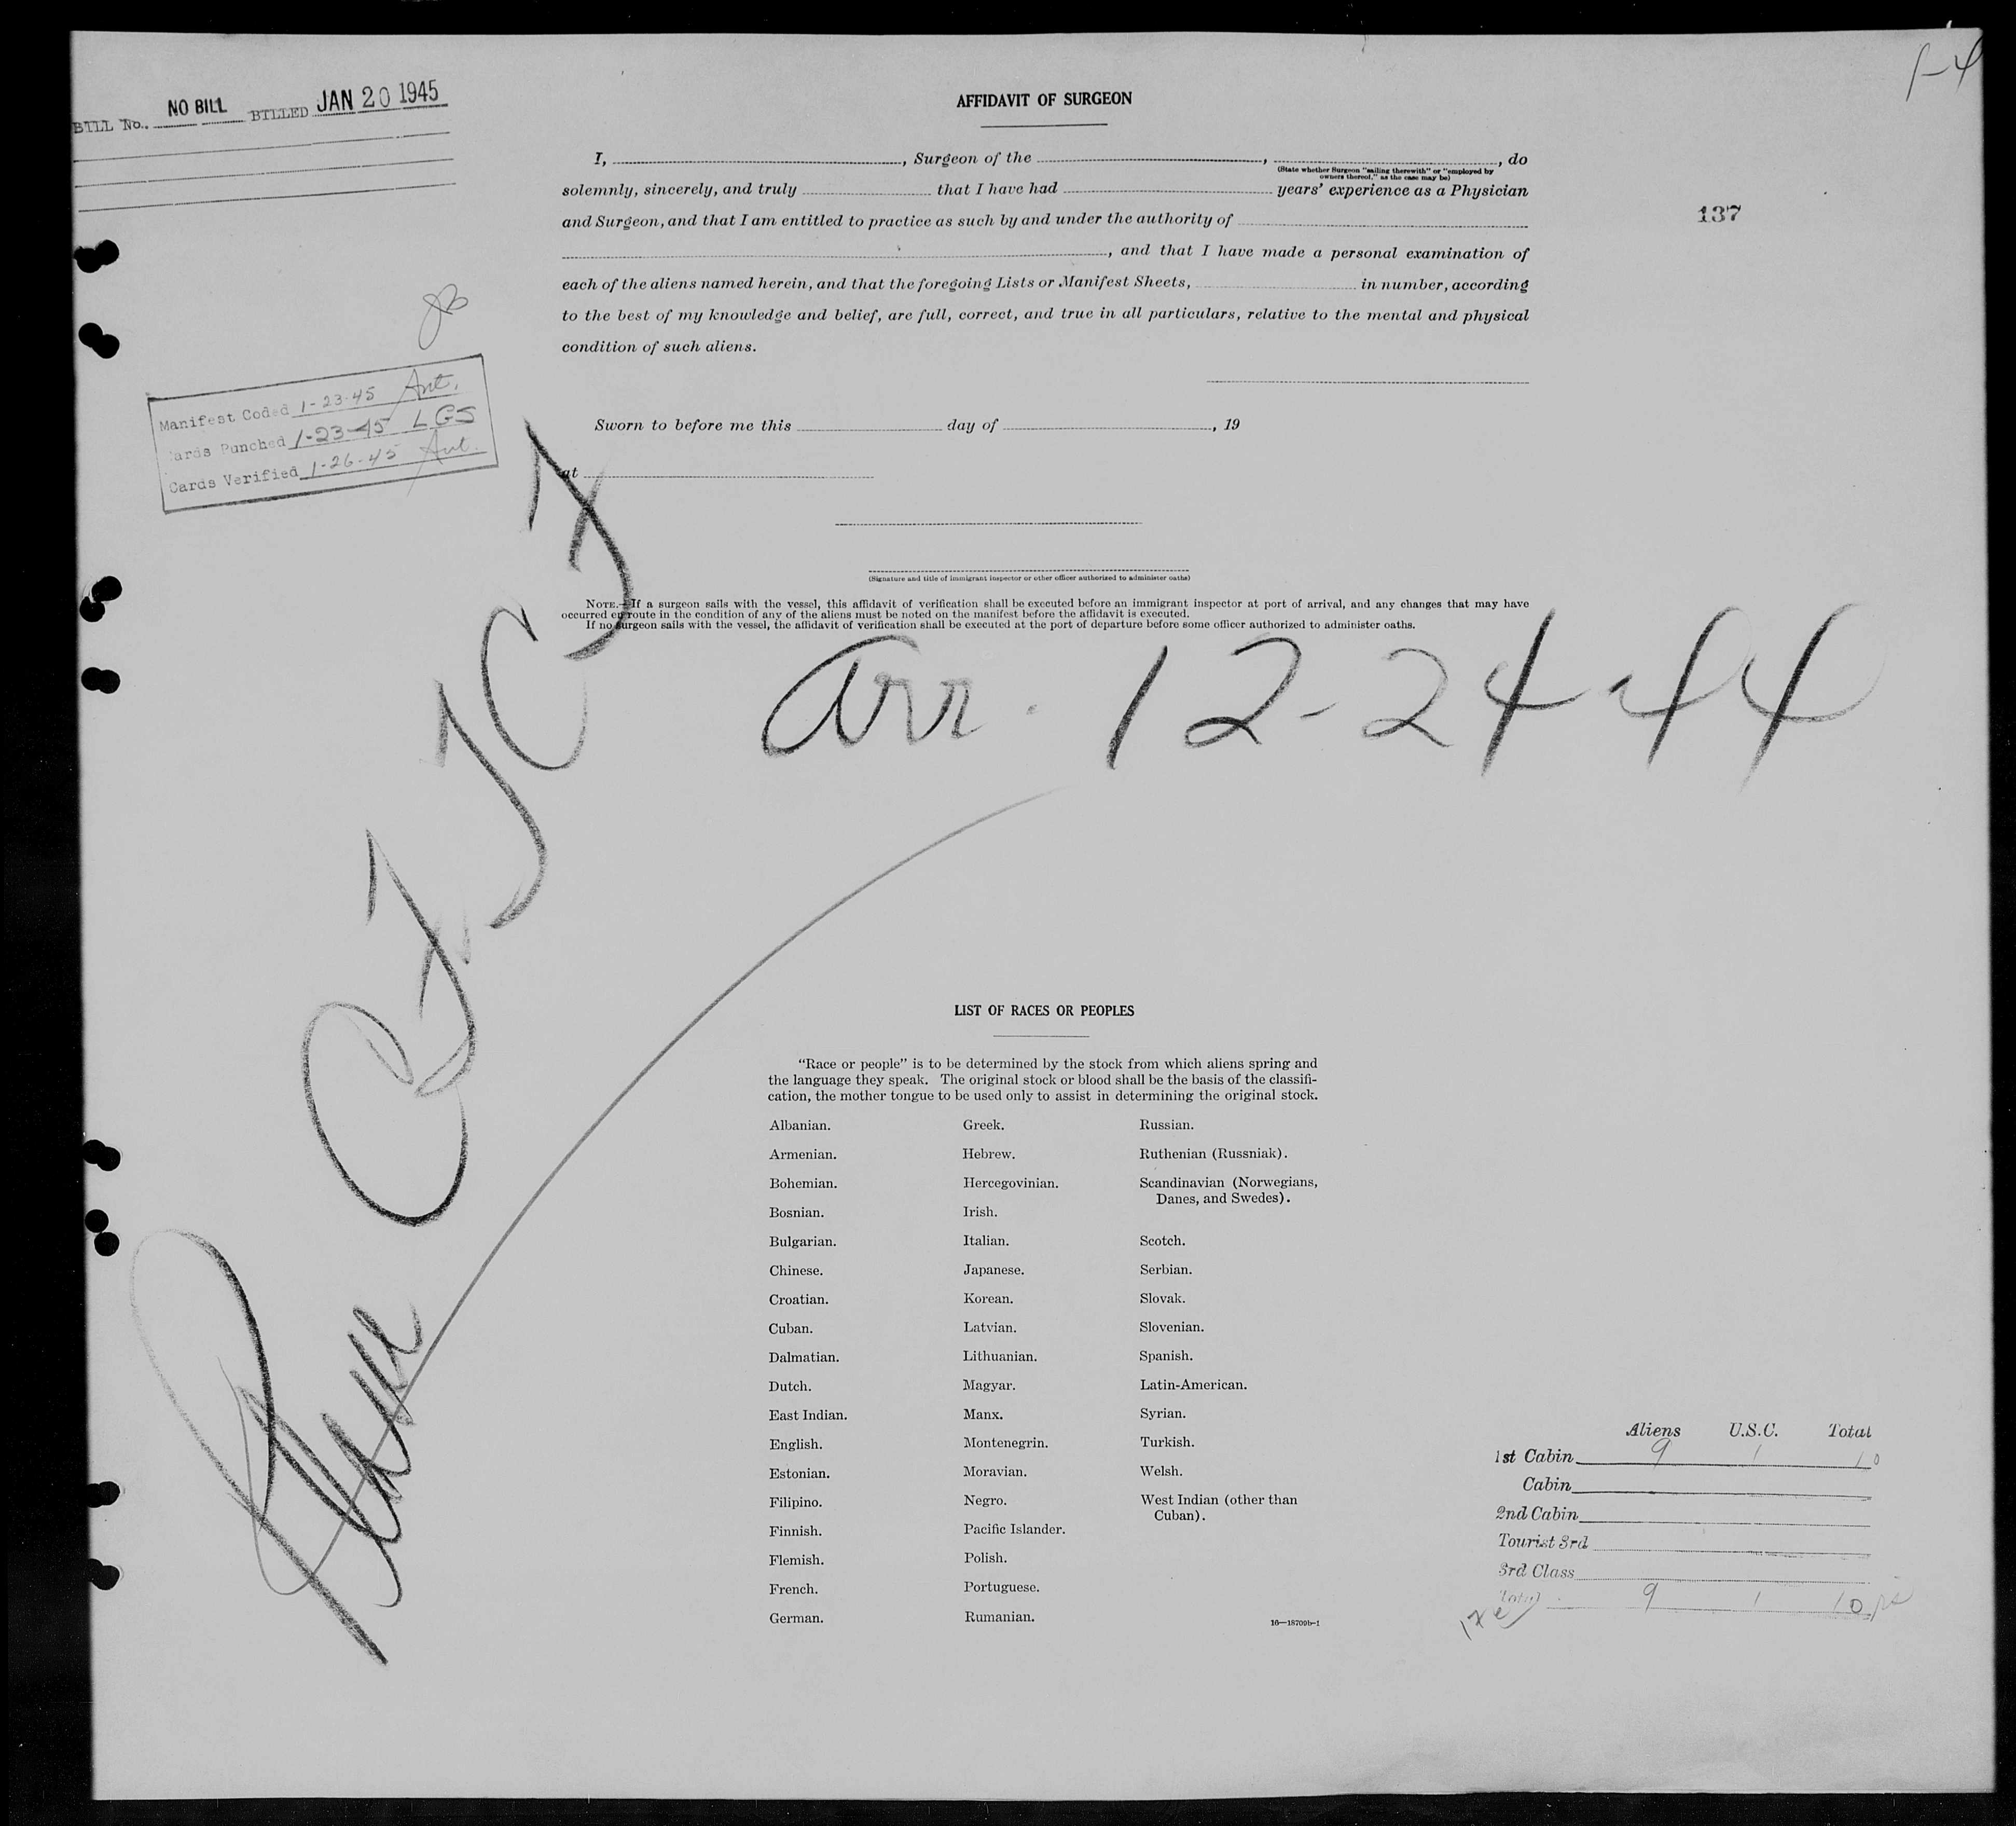 BILL No. NO BILL BILLED JAN 20 1945
1-4
AFFIDAVIT OF SURGEON
I, , Surgeon of the , , do
(State whether Surgeon "sailing therewith" or "employed by
owners thereof," as the case may be)
solemnly, sincerely, and truly that I have had years' experience as a Physician
and Surgeon, and that I am entitled to practice as such by and under the authority of
137
, and that I have made a personal examination of
each of the aliens named herein, and that the foregoing Lists or Manifest Sheets, in number, according
to the best of my knowledge and belief, are full, correct, and true in all particulars, relative to the mental and physical
condition of such aliens.
Manifest Coded 1-23-45 Ant.
Cards Punched 1-23-45 LGS
Cards Verified 1-26-45 Ant.
Sworn to before me this day of , 19
at
(Signature and title of immigrant inspector or other officer authorized to administer oaths)
NOTE.—If a surgeon sails with the vessel, this affidavit of verification shall be executed before an immigrant inspector at port of arrival, and any changes that may have
occurred en route in the condition of any of the aliens must be noted on the manifest before the affidavit is executed.
If no surgeon sails with the vessel, the affidavit of verification shall be executed at the port of departure before some officer authorized to administer oaths.
Arr. 12-24-44
Plane
LIST OF RACES OR PEOPLES
"Race or people" is to be determined by the stock from which aliens spring and
the language they speak. The original stock or blood shall be the basis of the classifi-
cation, the mother tongue to be used only to assist in determining the original stock.
Albanian.
Armenian.
Bohemian.
Bosnian.
Bulgarian.
Chinese.
Croatian.
Cuban.
Dalmatian.
Dutch.
East Indian.
English.
Estonian.
Filipino.
Finnish.
Flemish.
French.
German.
Greek.
Hebrew.
Hercegovinian.
Irish.
Italian.
Japanese.
Korean.
Latvian.
Lithuanian.
Magyar.
Manx.
Montenegrin.
Moravian.
Negro.
Pacific Islander.
Polish.
Portuguese.
Rumanian.
Russian.
Ruthenian (Russniak).
Scandinavian (Norwegians,
Danes, and Swedes).
Scotch.
Serbian.
Slovak.
Slovenian.
Spanish.
Latin-American.
Syrian.
Turkish.
Welsh.
West Indian (other than
Cuban).
16—18709b-1
Aliens U.S.C. Total
1st Cabin 9 1 10
Cabin
2nd Cabin
Tourist 3rd
3rd Class
Total 9 1 10